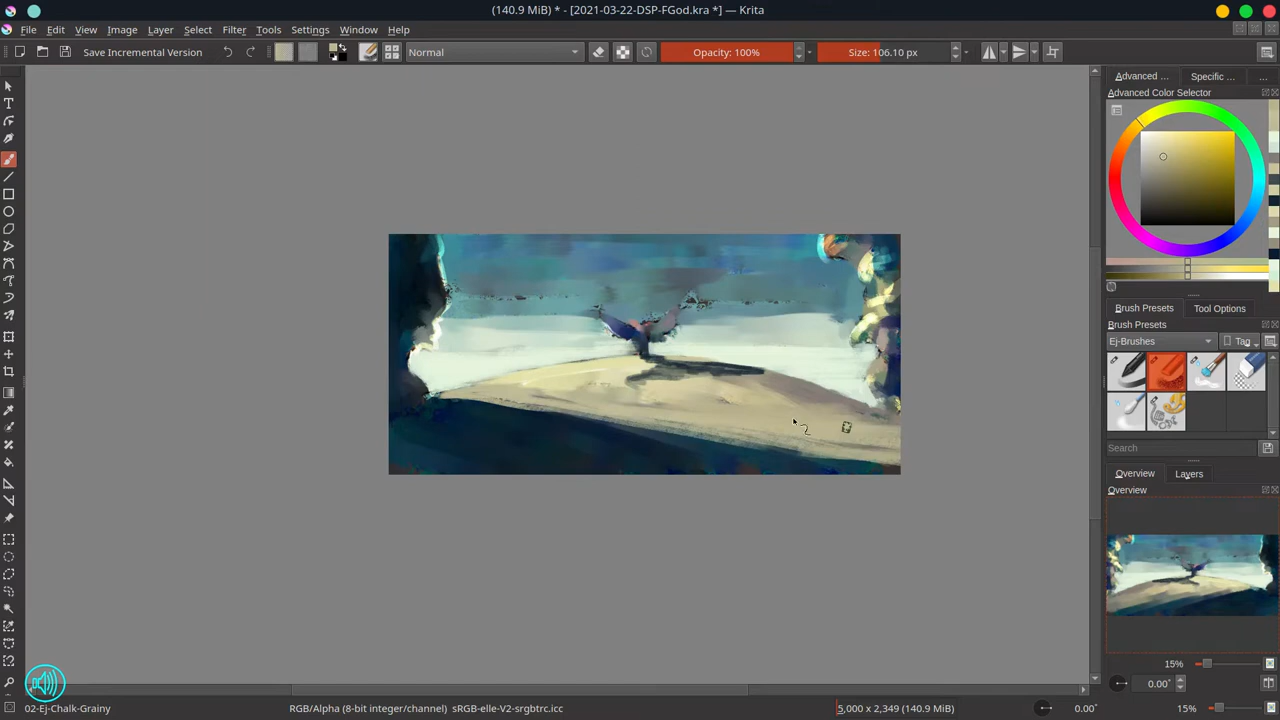 (140.9 MiB) * - [2021-03-22-DSP-FGod.kra *] — Krita
File Edit View Image Layer Select Filter Tools Settings Window Help
Save Incremental Version Normal Opacity: 100% Size: 106.10 px
Advanced ... Specific ... ...
Advanced Color Selector
Brush Presets Tool Options
Brush Presets
Ej-Brushes Tag
Search
Overview Layers
Overview
15%
0.00°
02-Ej-Chalk-Grainy RGB/Alpha (8-bit integer/channel) sRGB-elle-V2-srgbtrc.icc 5,000 x 2,349 (140.9 MiB) 0.00° 15%